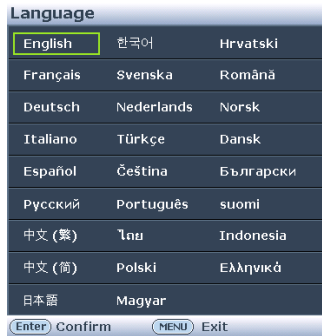 Language
English 한국어 Hrvatski
Français Svenska Română
Deutsch Nederlands Norsk
Italiano Türkçe Dansk
Español Čeština Български
Русский Português suomi
中文 (繁) ไทย Indonesia
中文 (简) Polski Ελληνικά
日本語 Magyar
Enter Confirm MENU Exit